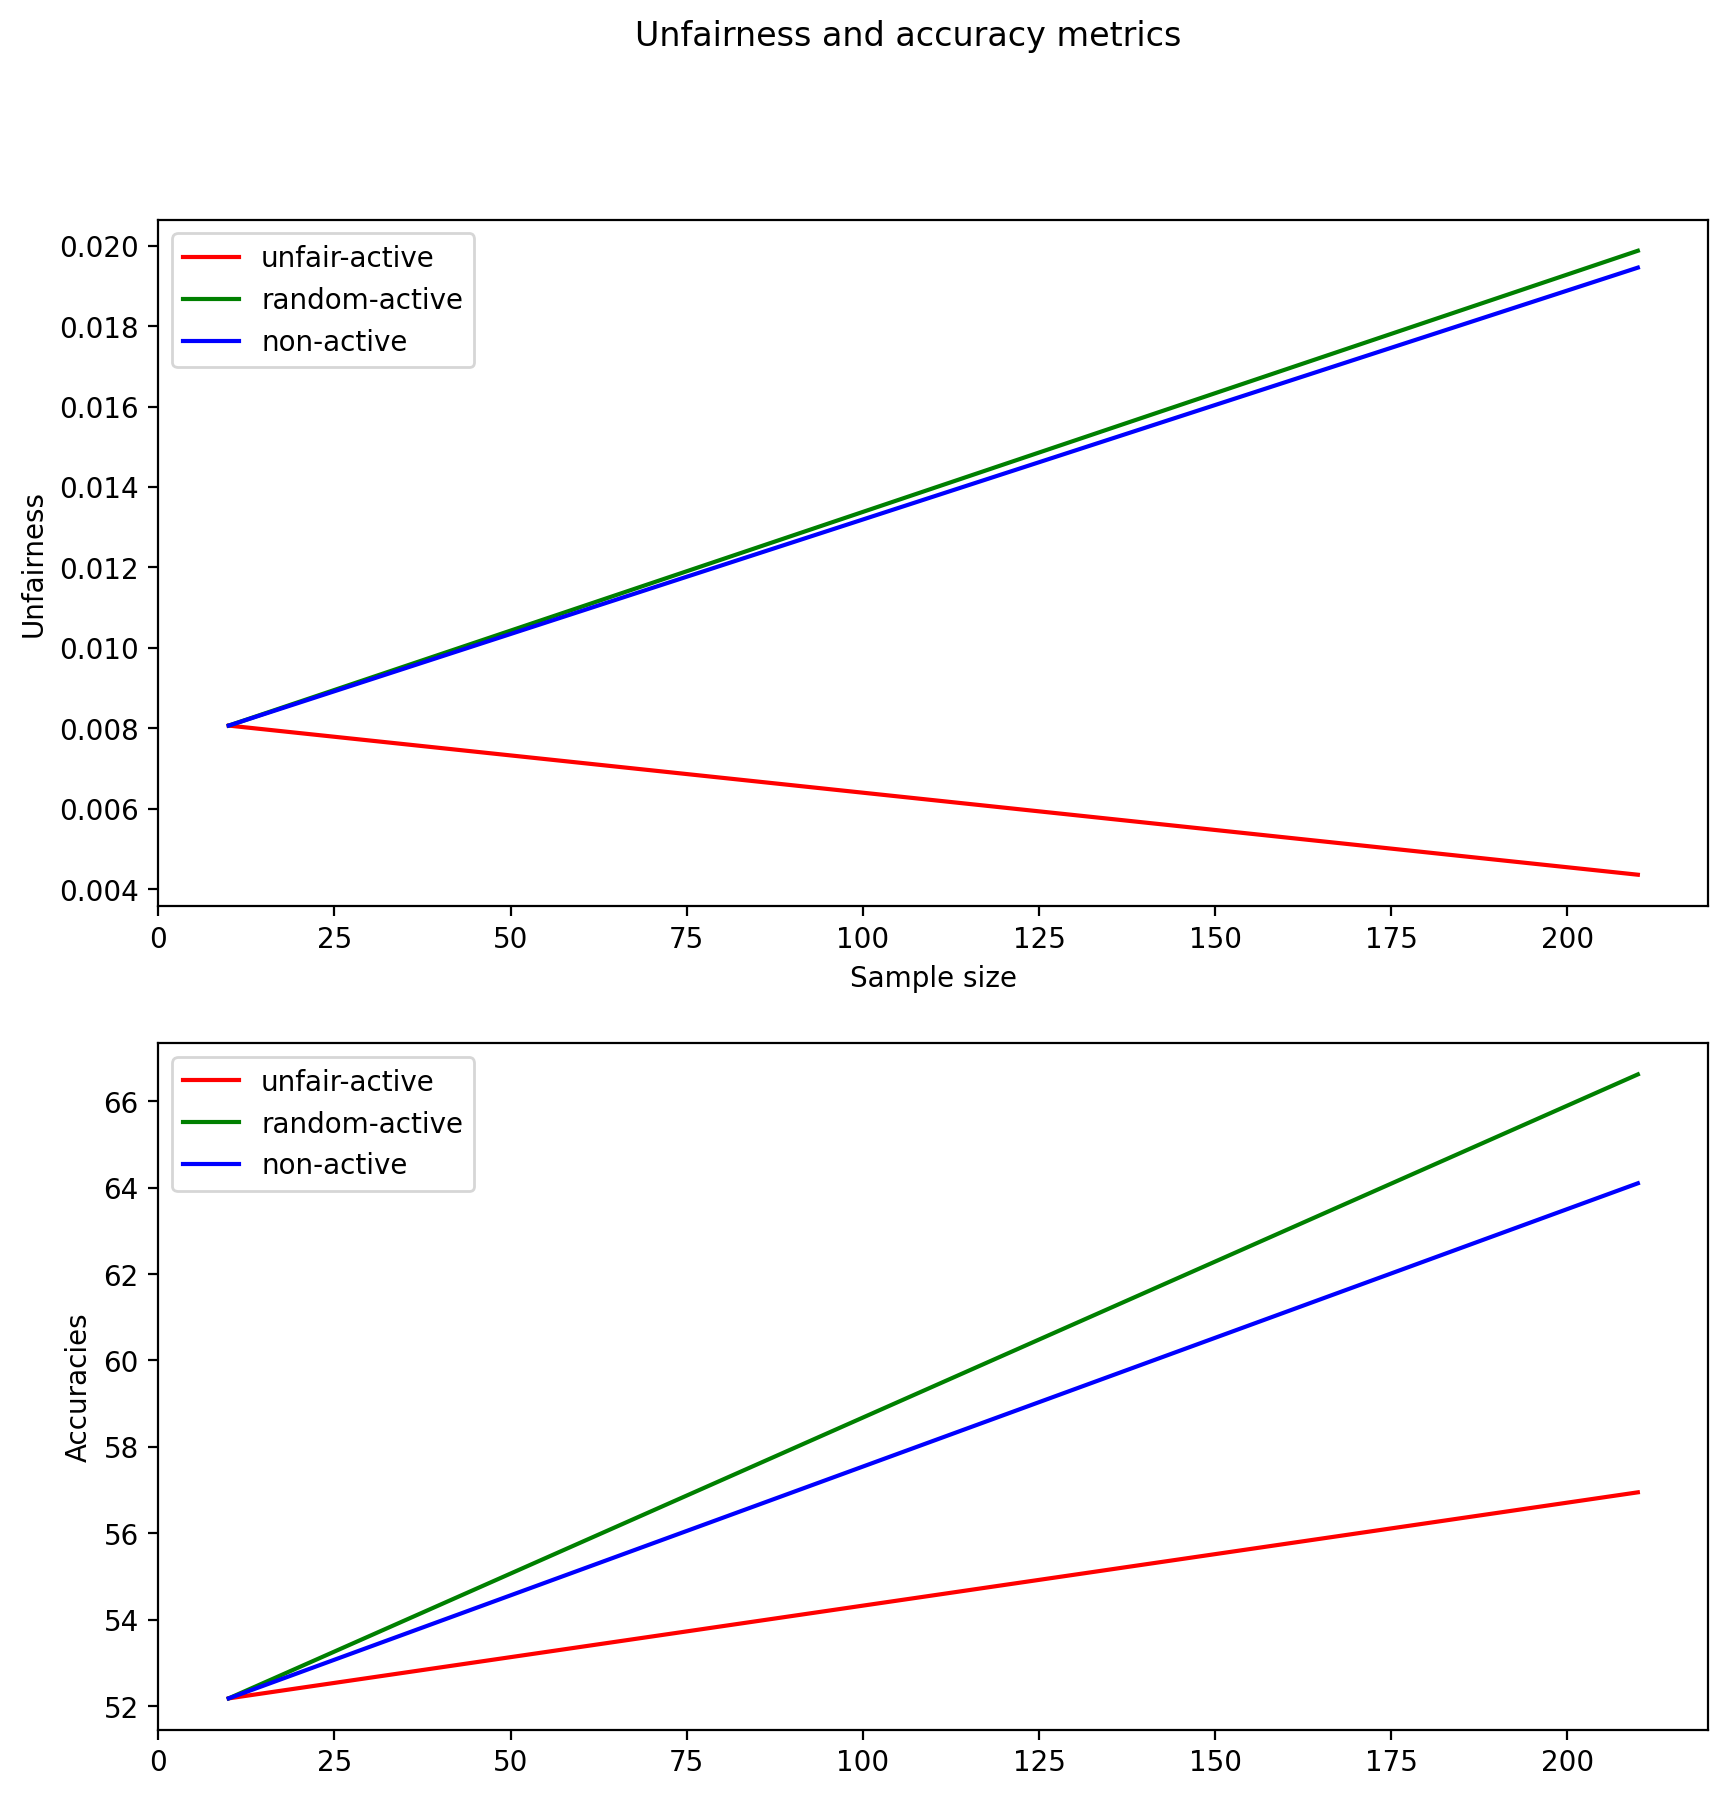 Unfairness and accuracy metrics
unfair-active
random-active
non-active
0.020
0.018
0.016
0.014
0.012
0.010
0.008
0.006
0.004
Unfairness
0 25 50 75 100 125 150 175 200
Sample size
unfair-active
random-active
non-active
66
64
62
60
58
56
54
52
Accuracies
0 25 50 75 100 125 150 175 200